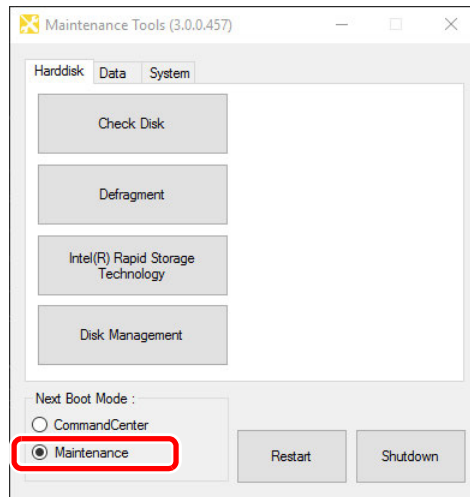 Maintenance Tools (3.0.0.457)
Harddisk Data System
Check Disk
Defragment
Intel(R) Rapid Storage
Technology
Disk Management
Next Boot Mode :
CommandCenter
Maintenance
Restart Shutdown